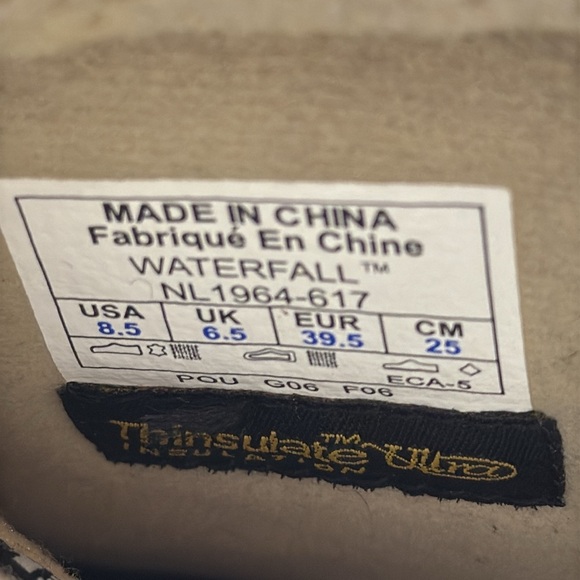 MADE IN CHINA
Fabriqué En Chine
WATERFALL™
NL1964-617
USA UK EUR CM
8.5 6.5 39.5 25
POU G06 F06 ECA-5
Thinsulate™ Ultra
INSULATION